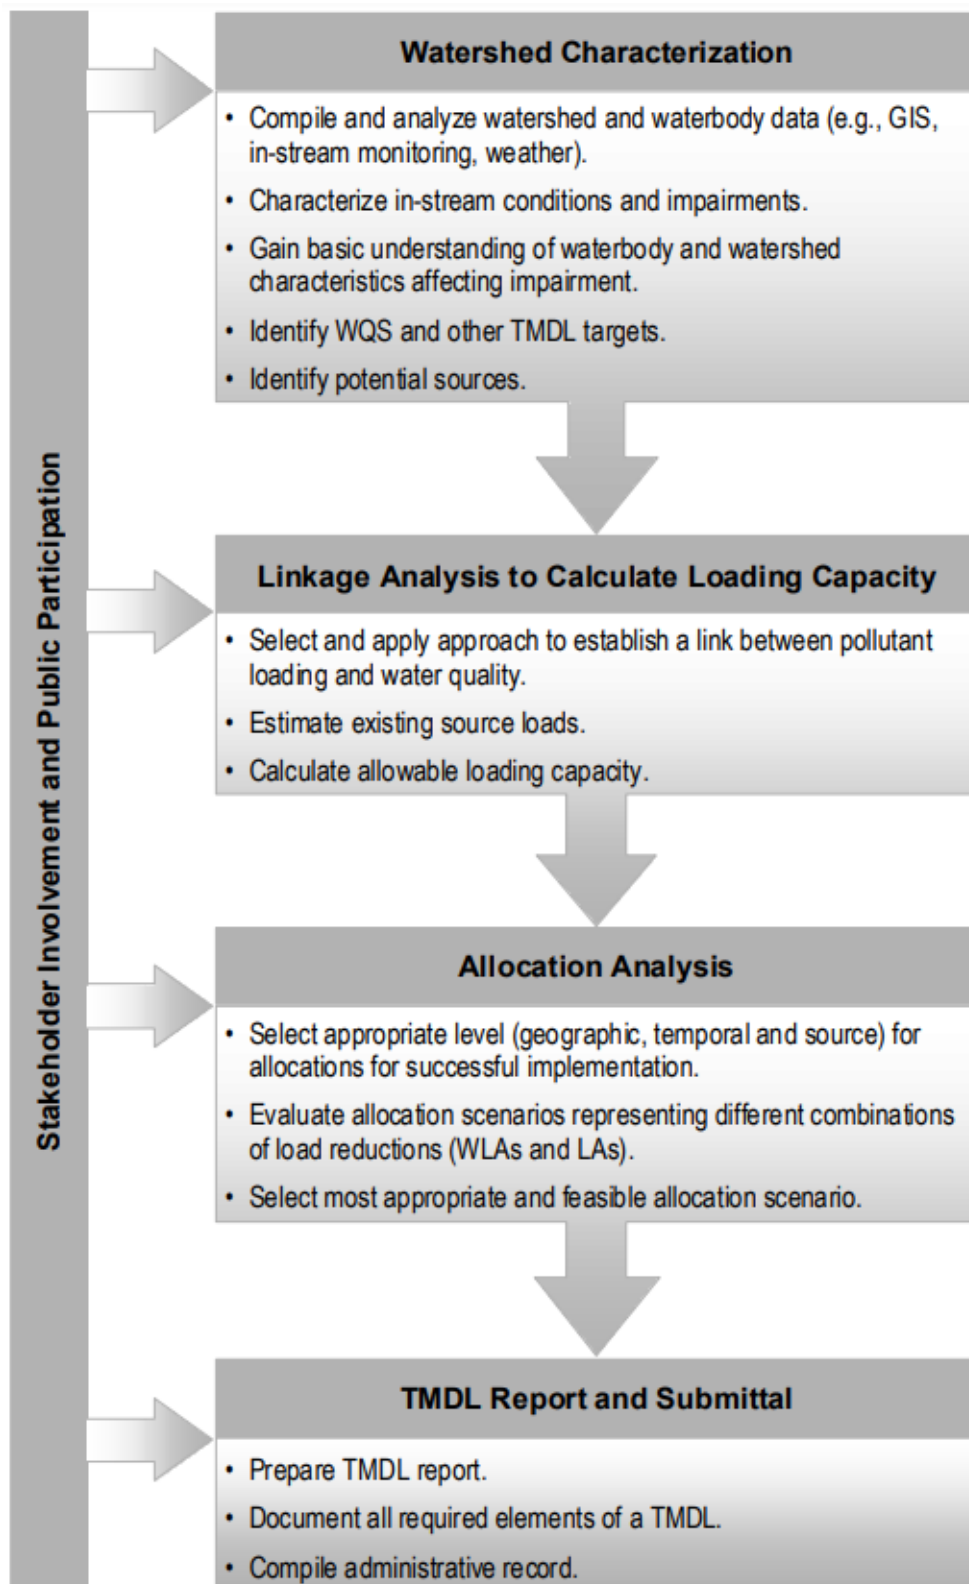 Stakeholder Involvement and Public Participation
Watershed Characterization
• Compile and analyze watershed and waterbody data (e.g., GIS,
in-stream monitoring, weather).
• Characterize in-stream conditions and impairments.
• Gain basic understanding of waterbody and watershed
characteristics affecting impairment.
• Identify WQS and other TMDL targets.
• Identify potential sources.
Linkage Analysis to Calculate Loading Capacity
• Select and apply approach to establish a link between pollutant
loading and water quality.
• Estimate existing source loads.
• Calculate allowable loading capacity.
Allocation Analysis
• Select appropriate level (geographic, temporal and source) for
allocations for successful implementation.
• Evaluate allocation scenarios representing different combinations
of load reductions (WLAs and LAs).
• Select most appropriate and feasible allocation scenario.
TMDL Report and Submittal
• Prepare TMDL report.
• Document all required elements of a TMDL.
• Compile administrative record.